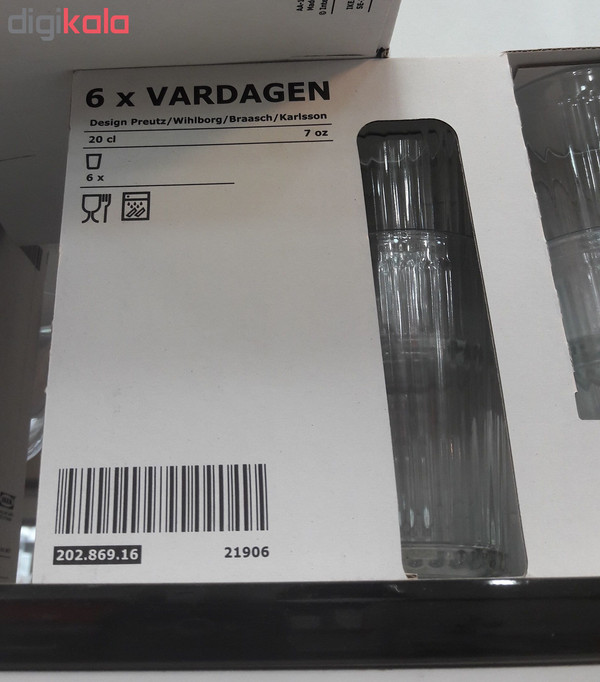 digikala
6 x VARDAGEN
Design Preutz/Wihlborg/Braasch/Karlsson
20 cl 7 oz
6 x
202.869.16 21906